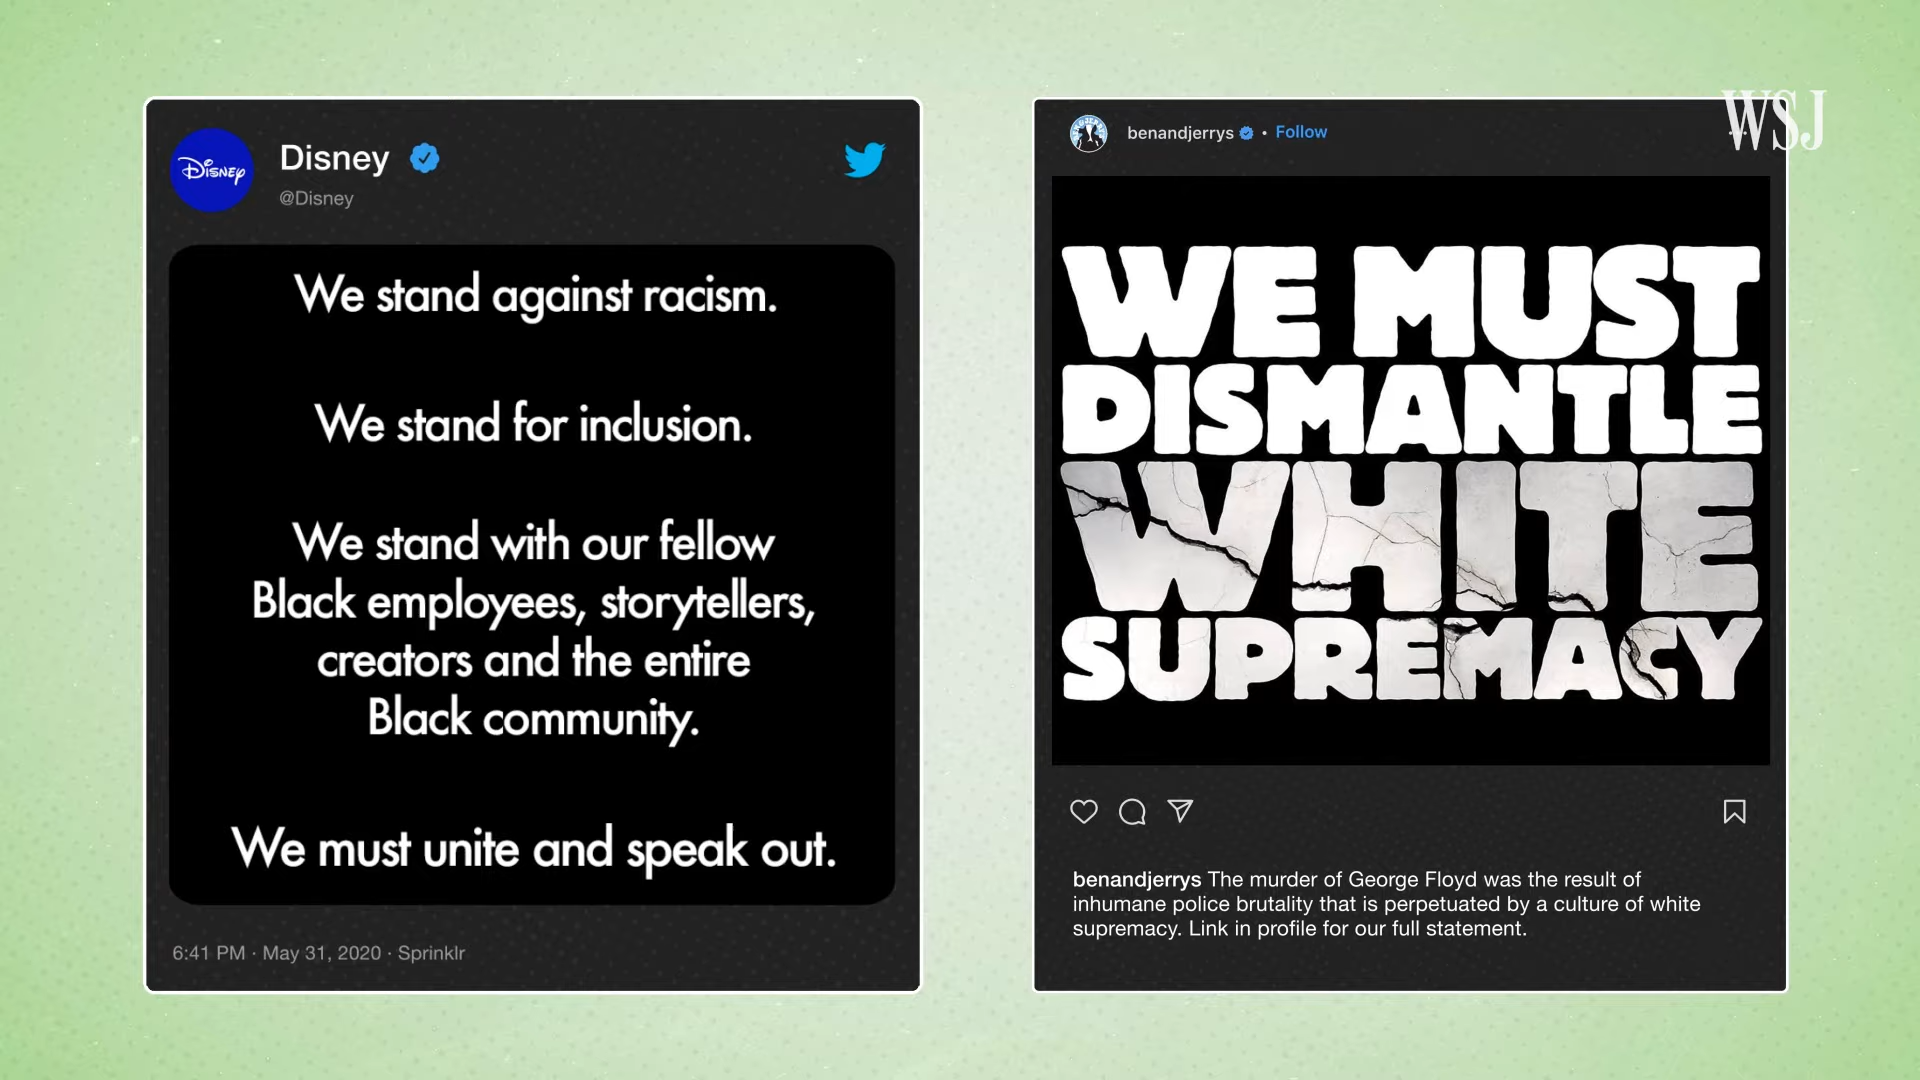 Disney
Disney
@Disney
We stand against racism.
We stand for inclusion.
We stand with our fellow
Black employees, storytellers,
creators and the entire
Black community.
We must unite and speak out.
6:41 PM · May 31, 2020 · Sprinklr
WSJ
benandjerrys • Follow
WE MUST
DISMANTLE
WHITE
SUPREMACY
benandjerrys The murder of George Floyd was the result of
inhumane police brutality that is perpetuated by a culture of white
supremacy. Link in profile for our full statement.